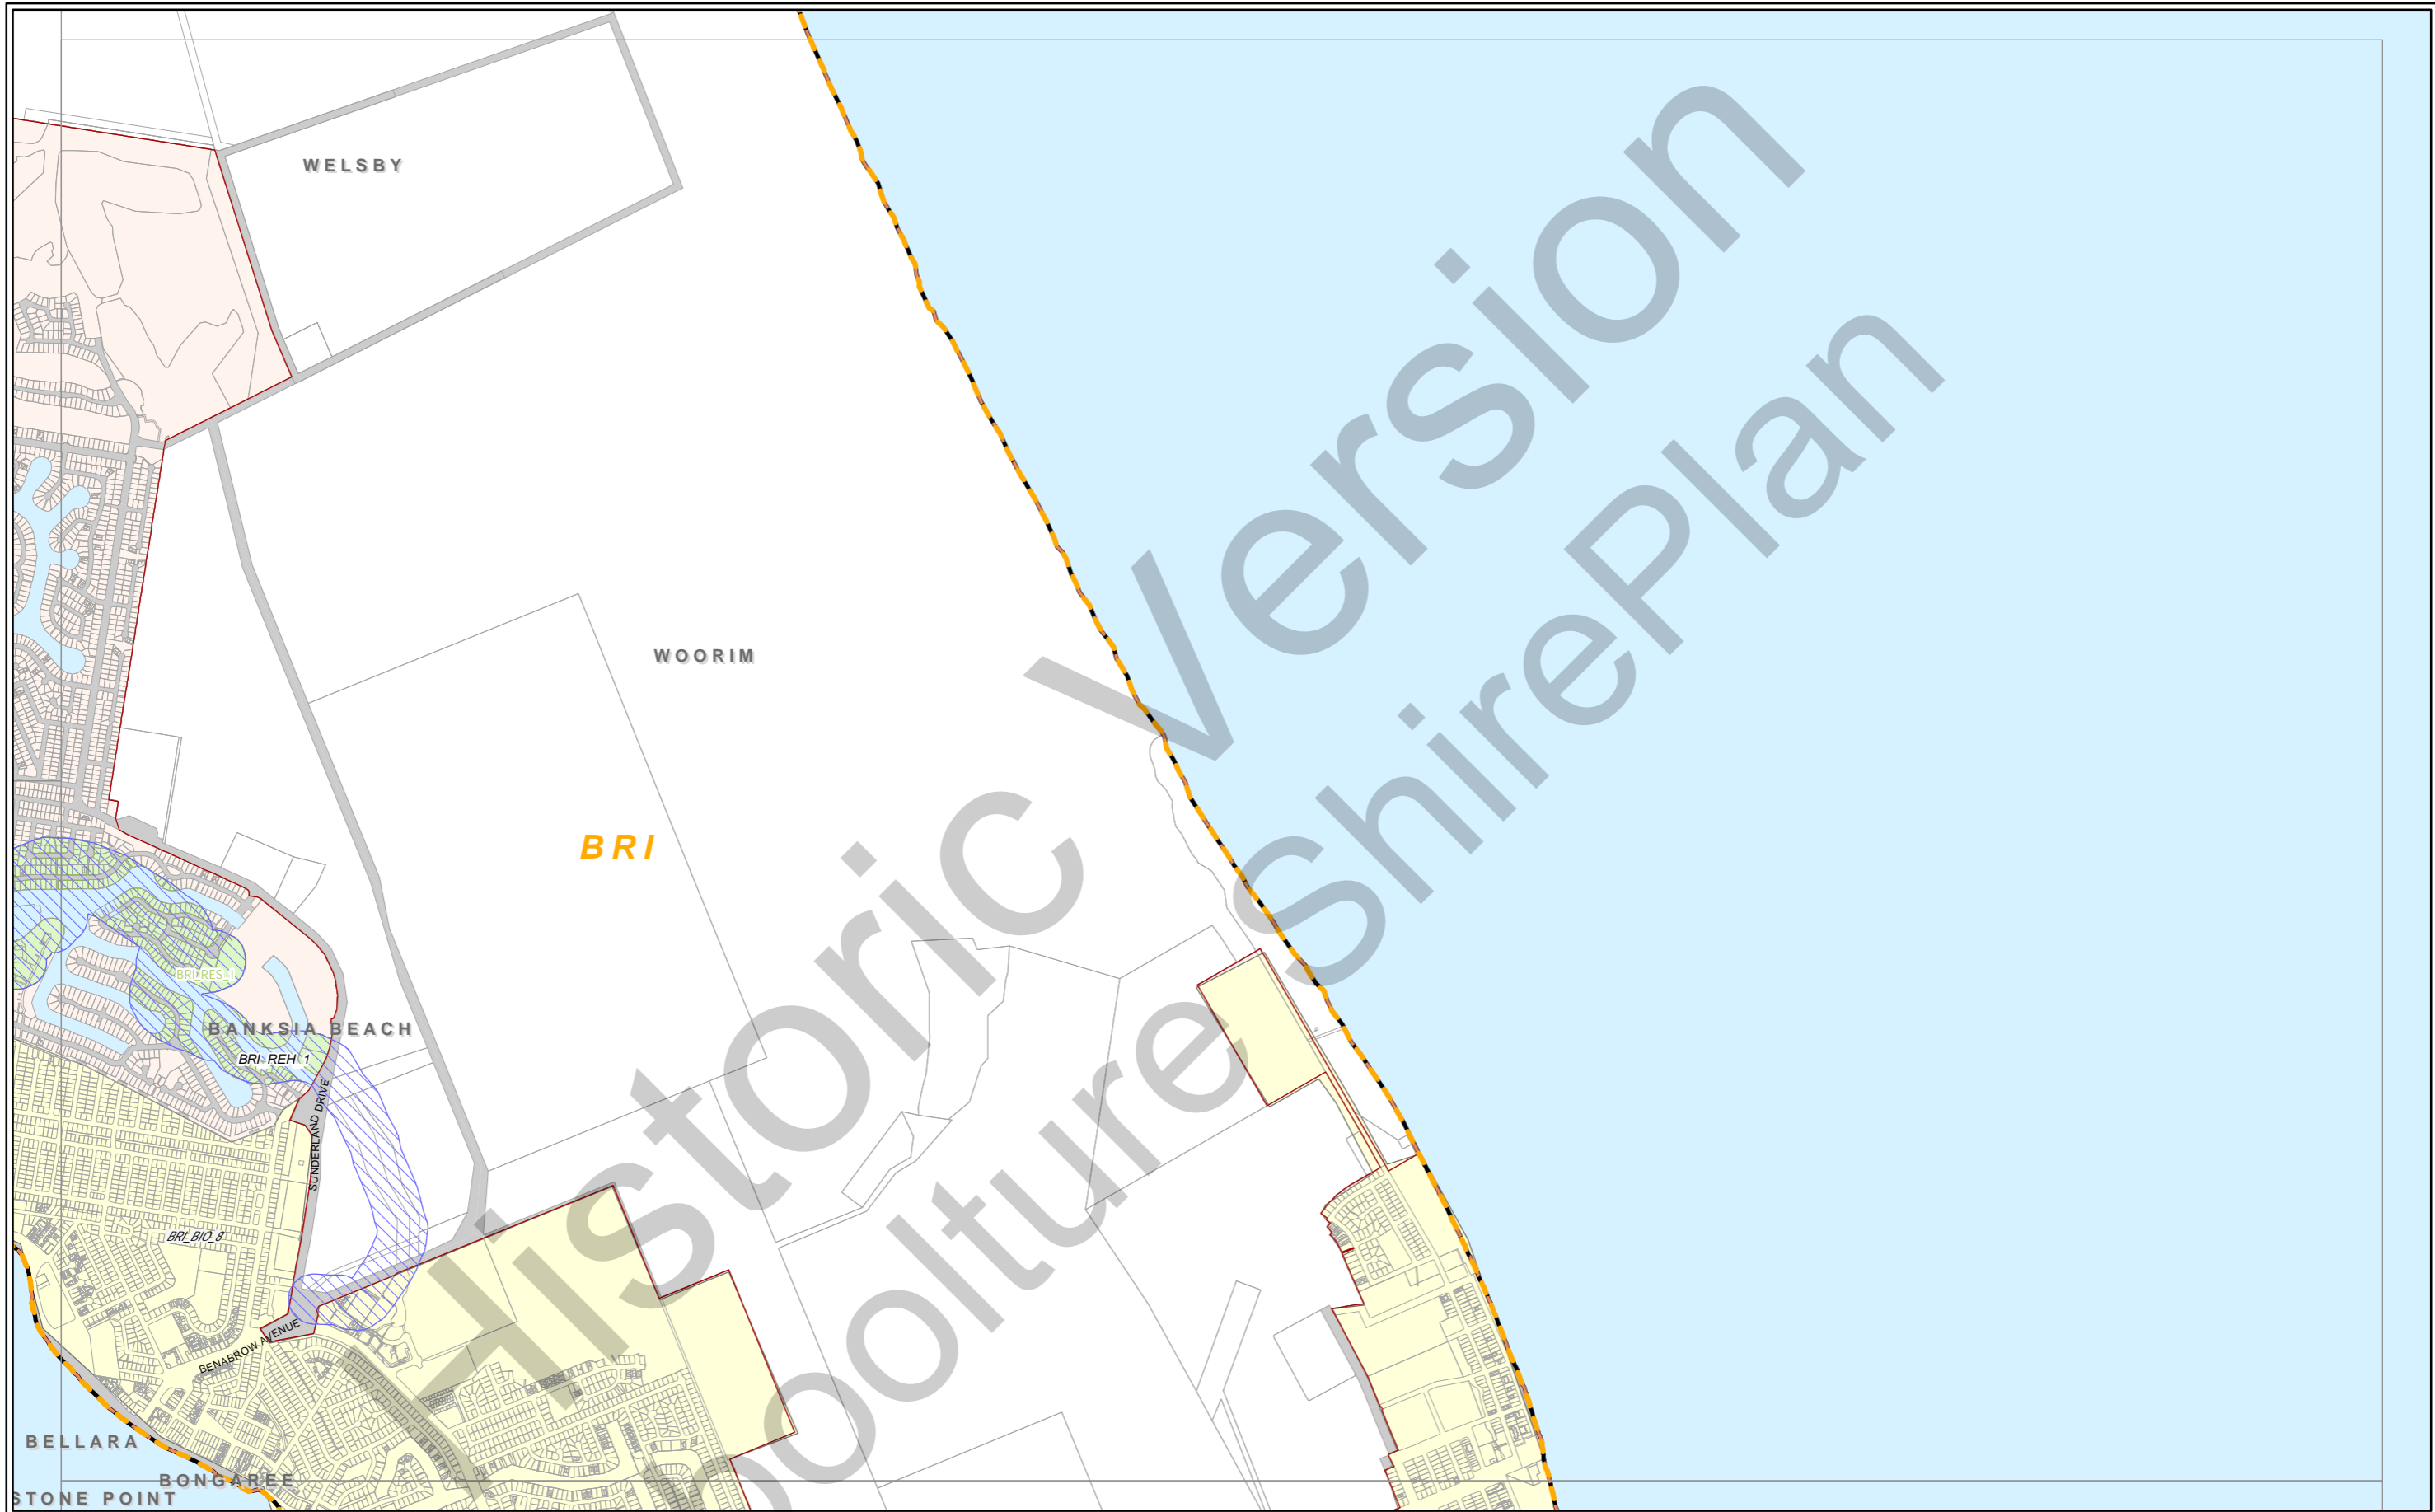 WELSBY
WOORIM
BRI
BRI_RES_1
BANKSIA BEACH
BRI_REH_1
SUNDERLAND DRIVE
BRI_BIO_8
BENABROW AVENUE
BELLARA
BONGAREE
STONE POINT
Historic Version
boolture ShirePlan